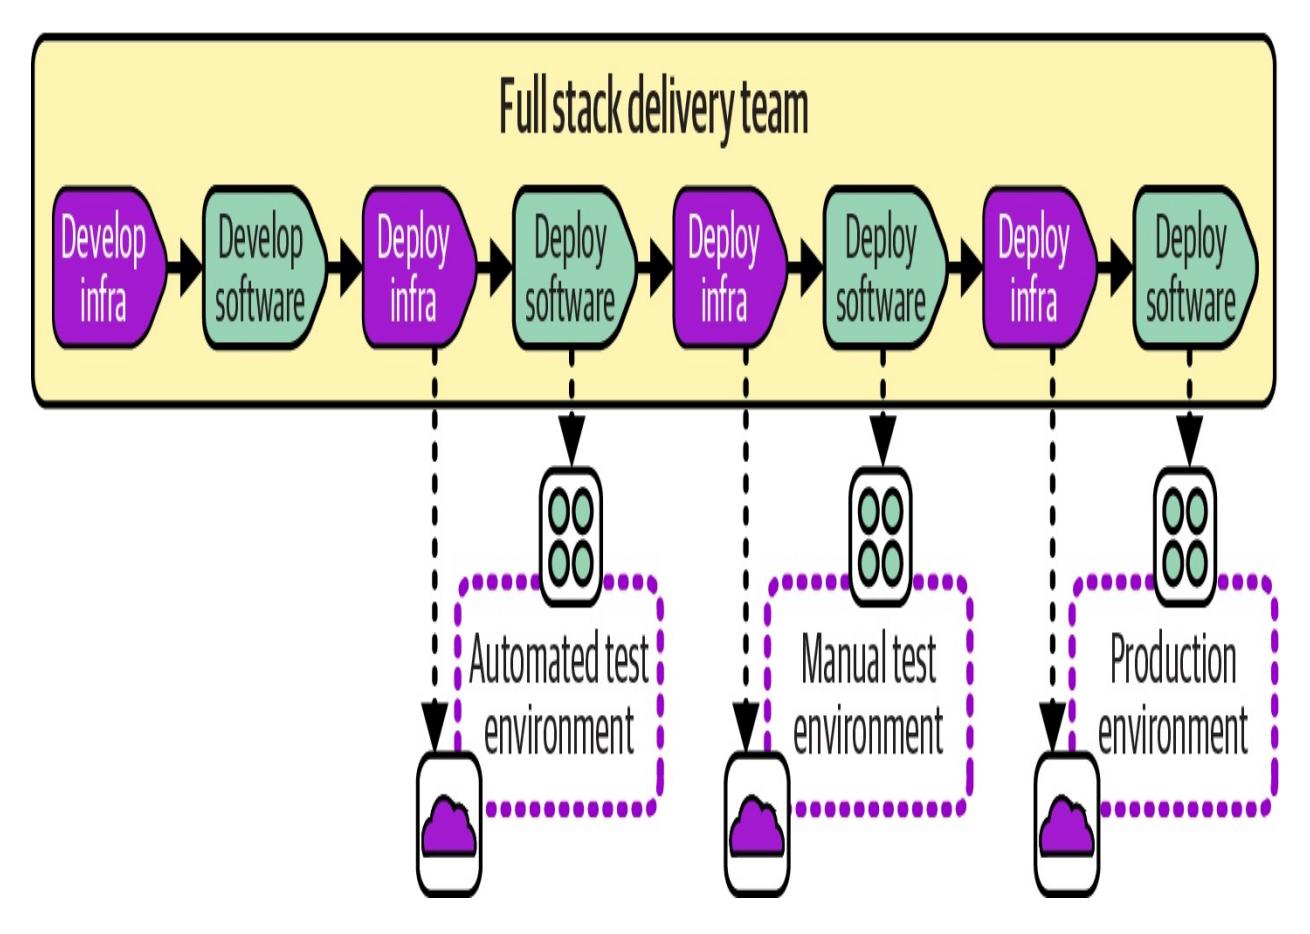 Full stack delivery team
Develop
infra
Develop
software
Deploy
infra
Deploy
software
Deploy
infra
Deploy
software
Deploy
infra
Deploy
software
Automated test
environment
Manual test
environment
Production
environment